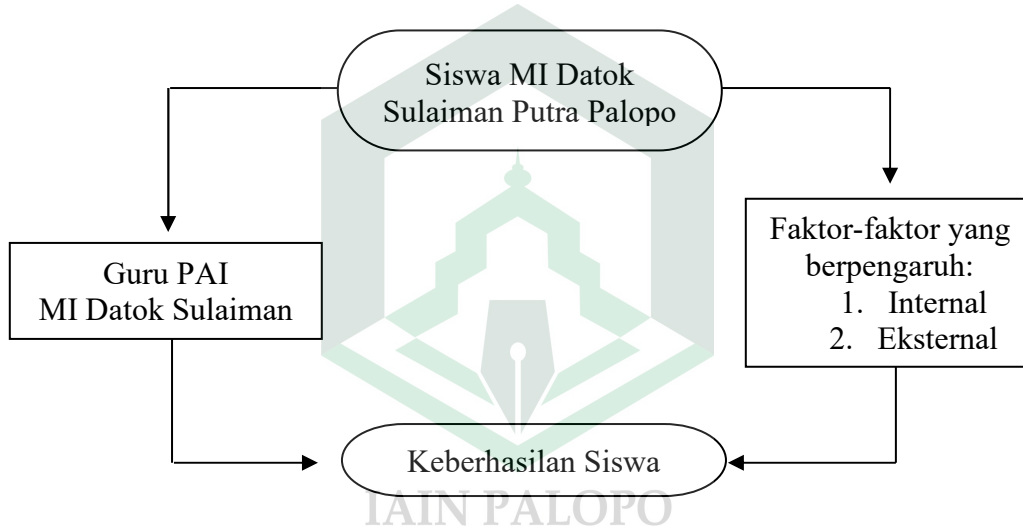 Siswa MI Datok
Sulaiman Putra Palopo
Guru PAI
MI Datok Sulaiman
Faktor-faktor yang
berpengaruh:
1. Internal
2. Eksternal
Keberhasilan Siswa
IAIN PALOPO